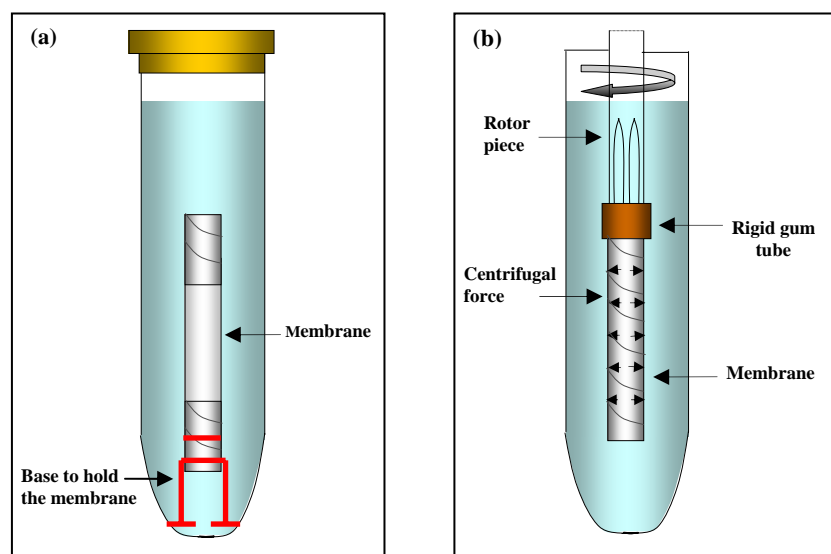 (a)
Membrane
Base to hold
the membrane
(b)
Rotor
piece
Rigid gum
tube
Centrifugal
force
Membrane